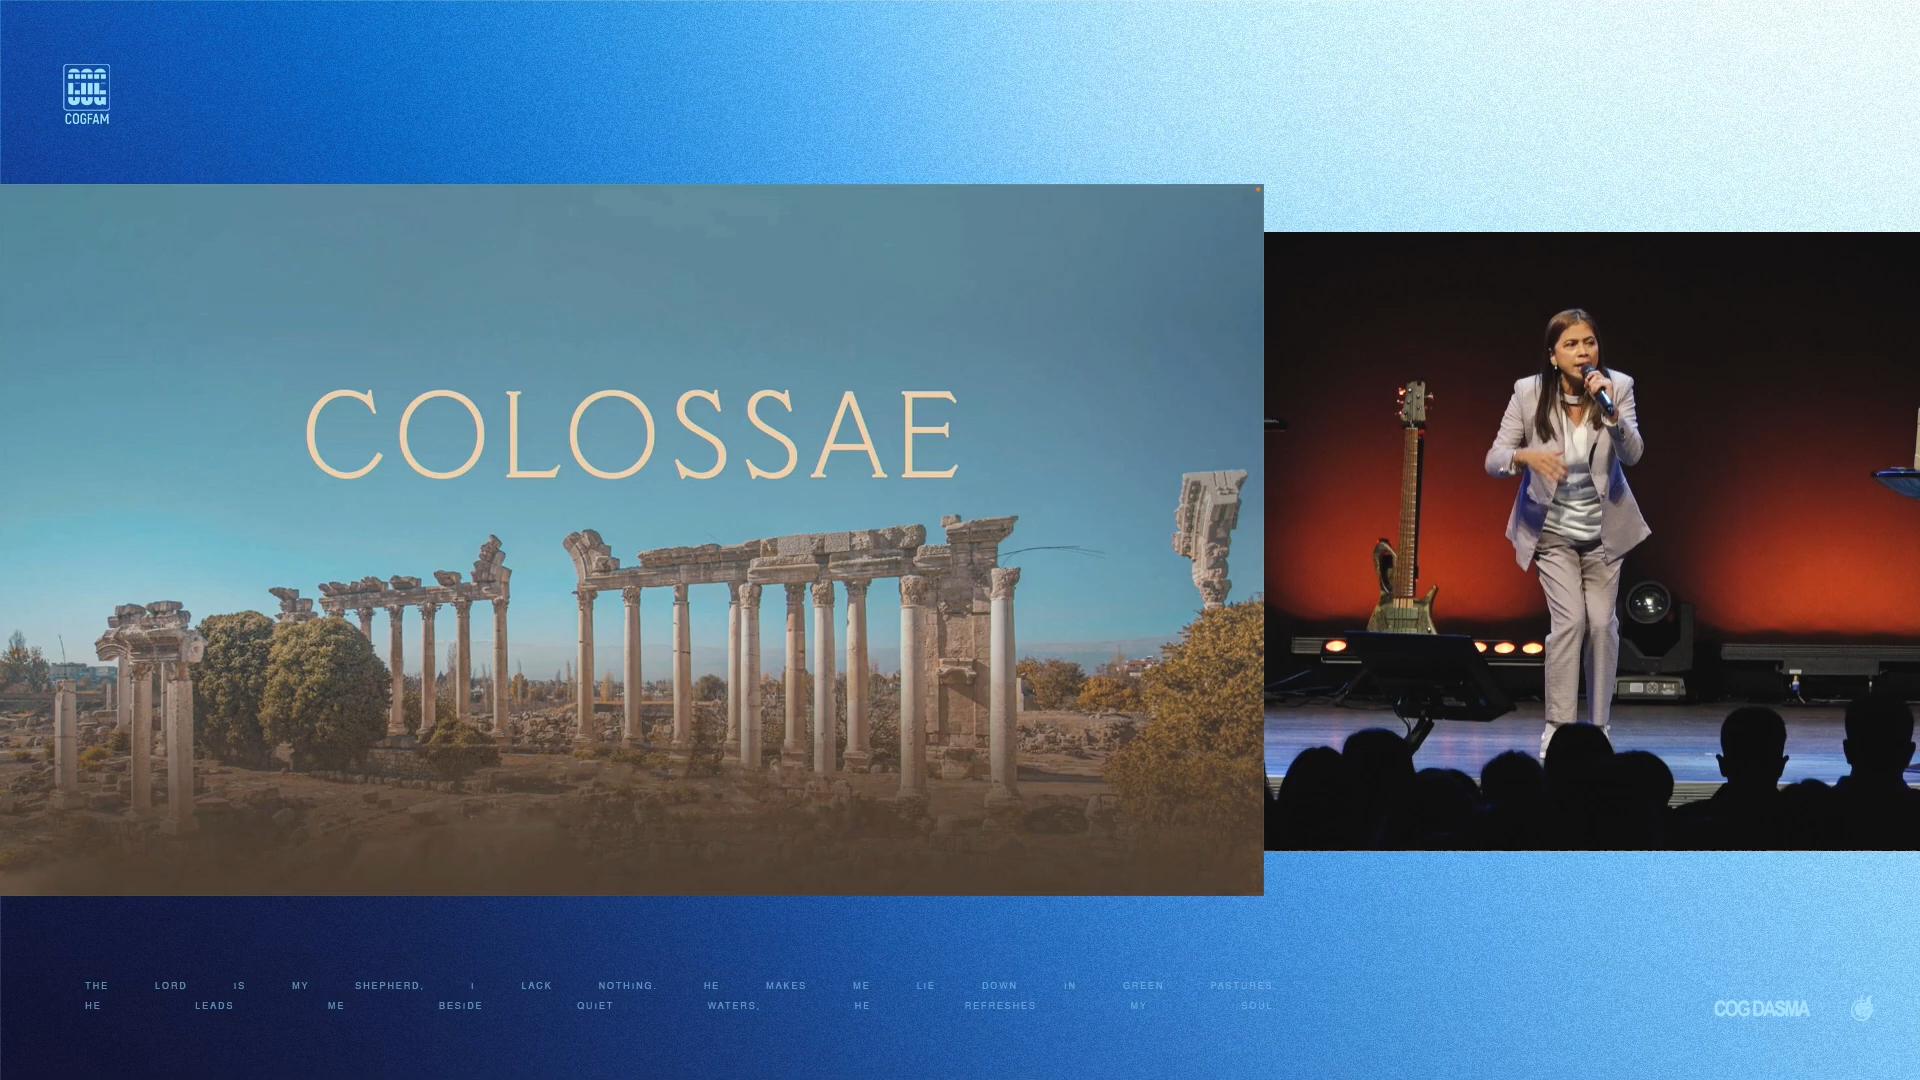 COG
COGFAM
COLOSSAE
THE LORD IS MY SHEPHERD, I LACK NOTHING. HE MAKES ME LIE DOWN IN GREEN PASTURES.
HE LEADS ME BESIDE QUIET WATERS, HE REFRESHES MY SOUL
COG DASMA